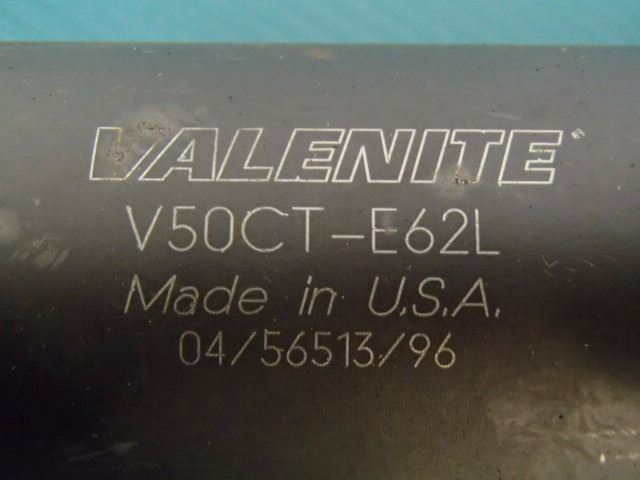 VALENITE
V50CT-E62L
Made in U.S.A.
04/56513/96